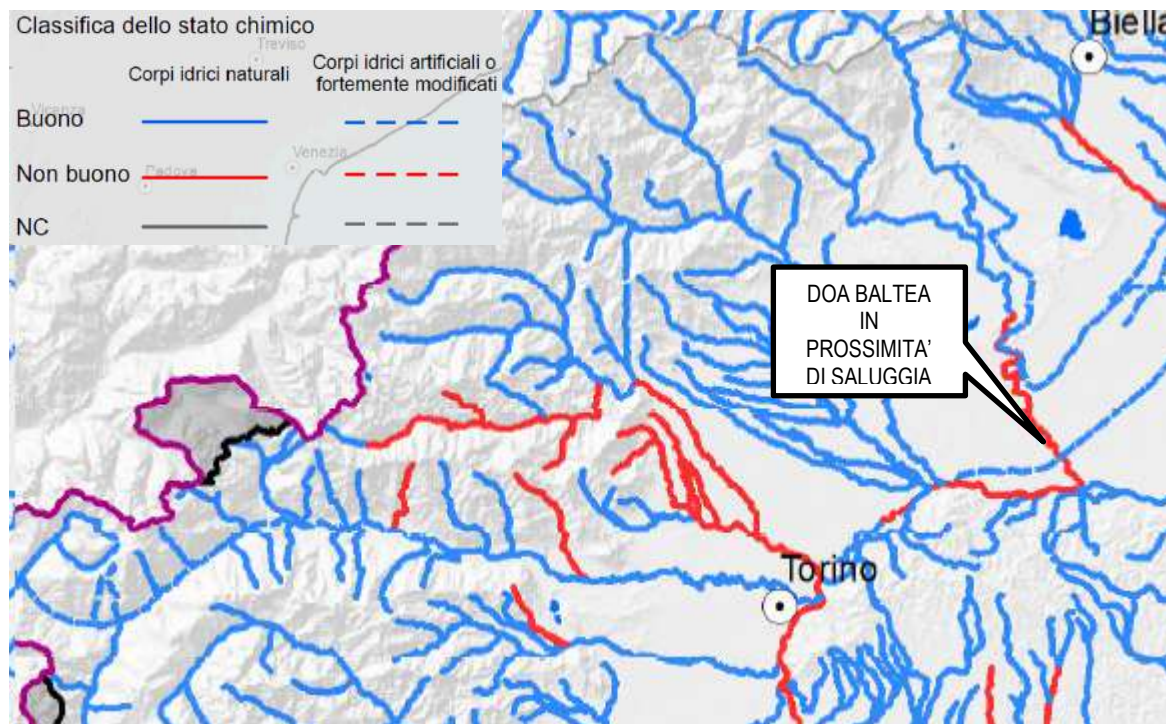 Classifica dello stato chimico
Treviso
Corpi idrici naturali
Corpi idrici artificiali o
fortemente modificati
Vicenza
Buono
Venezia
Non buono
Padova
NC
Biella
DOA BALTEA
IN
PROSSIMITA’
DI SALUGGIA
Torino